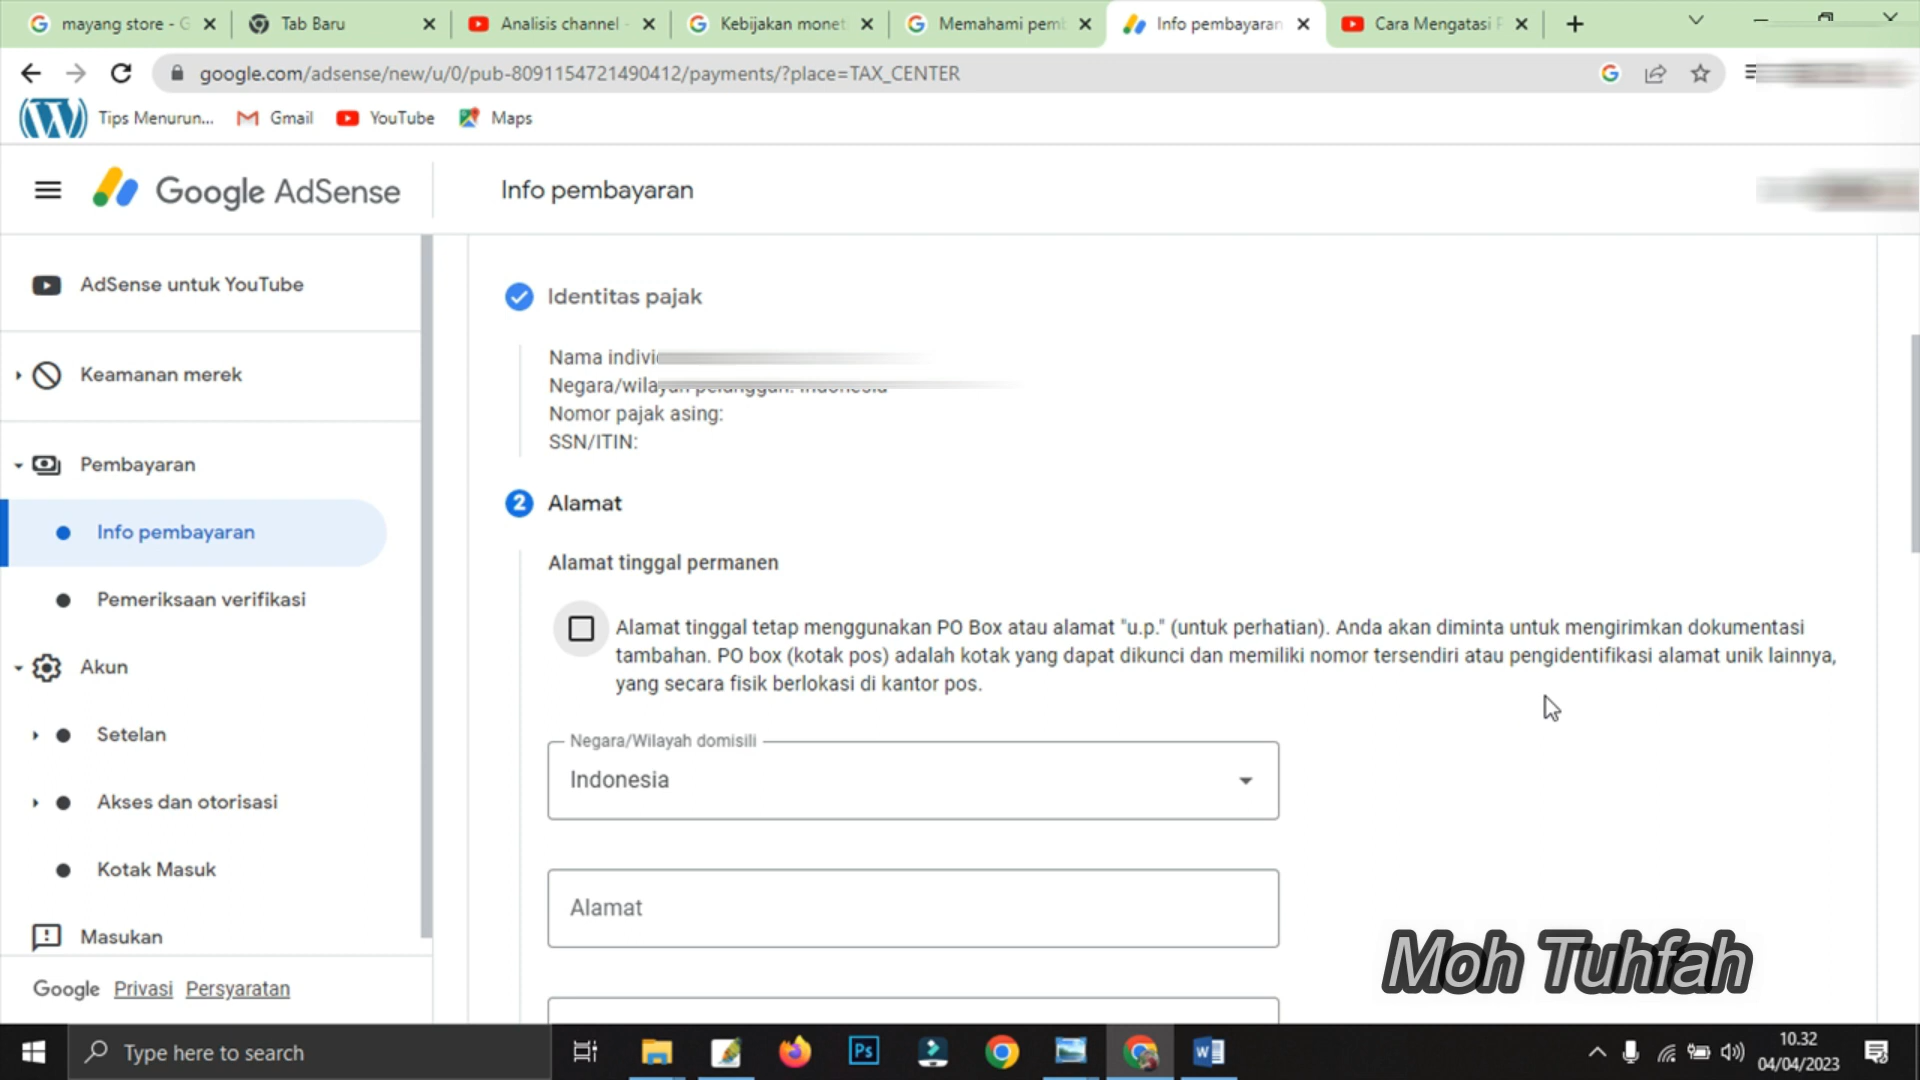 mayang store - G
Tab Baru
Analisis channel -
Kebijakan monet
Memahami pemb
Info pembayaran
Cara Mengatasi P
google.com/adsense/new/u/0/pub-8091154721490412/payments/?place=TAX_CENTER
Tips Menurun...
Gmail
YouTube
Maps
Google AdSense
Info pembayaran
AdSense untuk YouTube
Keamanan merek
Pembayaran
Info pembayaran
Pemeriksaan verifikasi
Akun
Setelan
Akses dan otorisasi
Kotak Masuk
Masukan
Google Privasi Persyaratan
Identitas pajak
Nama indivi
Negara/wilayah pelanggan: Indonesia
Nomor pajak asing:
SSN/ITIN:
2 Alamat
Alamat tinggal permanen
Alamat tinggal tetap menggunakan PO Box atau alamat "u.p." (untuk perhatian). Anda akan diminta untuk mengirimkan dokumentasi
tambahan. PO box (kotak pos) adalah kotak yang dapat dikunci dan memiliki nomor tersendiri atau pengidentifikasi alamat unik lainnya,
yang secara fisik berlokasi di kantor pos.
Negara/Wilayah domisili
Indonesia
Alamat
Moh Tuhfah
Type here to search
Ps
10.32
04/04/2023